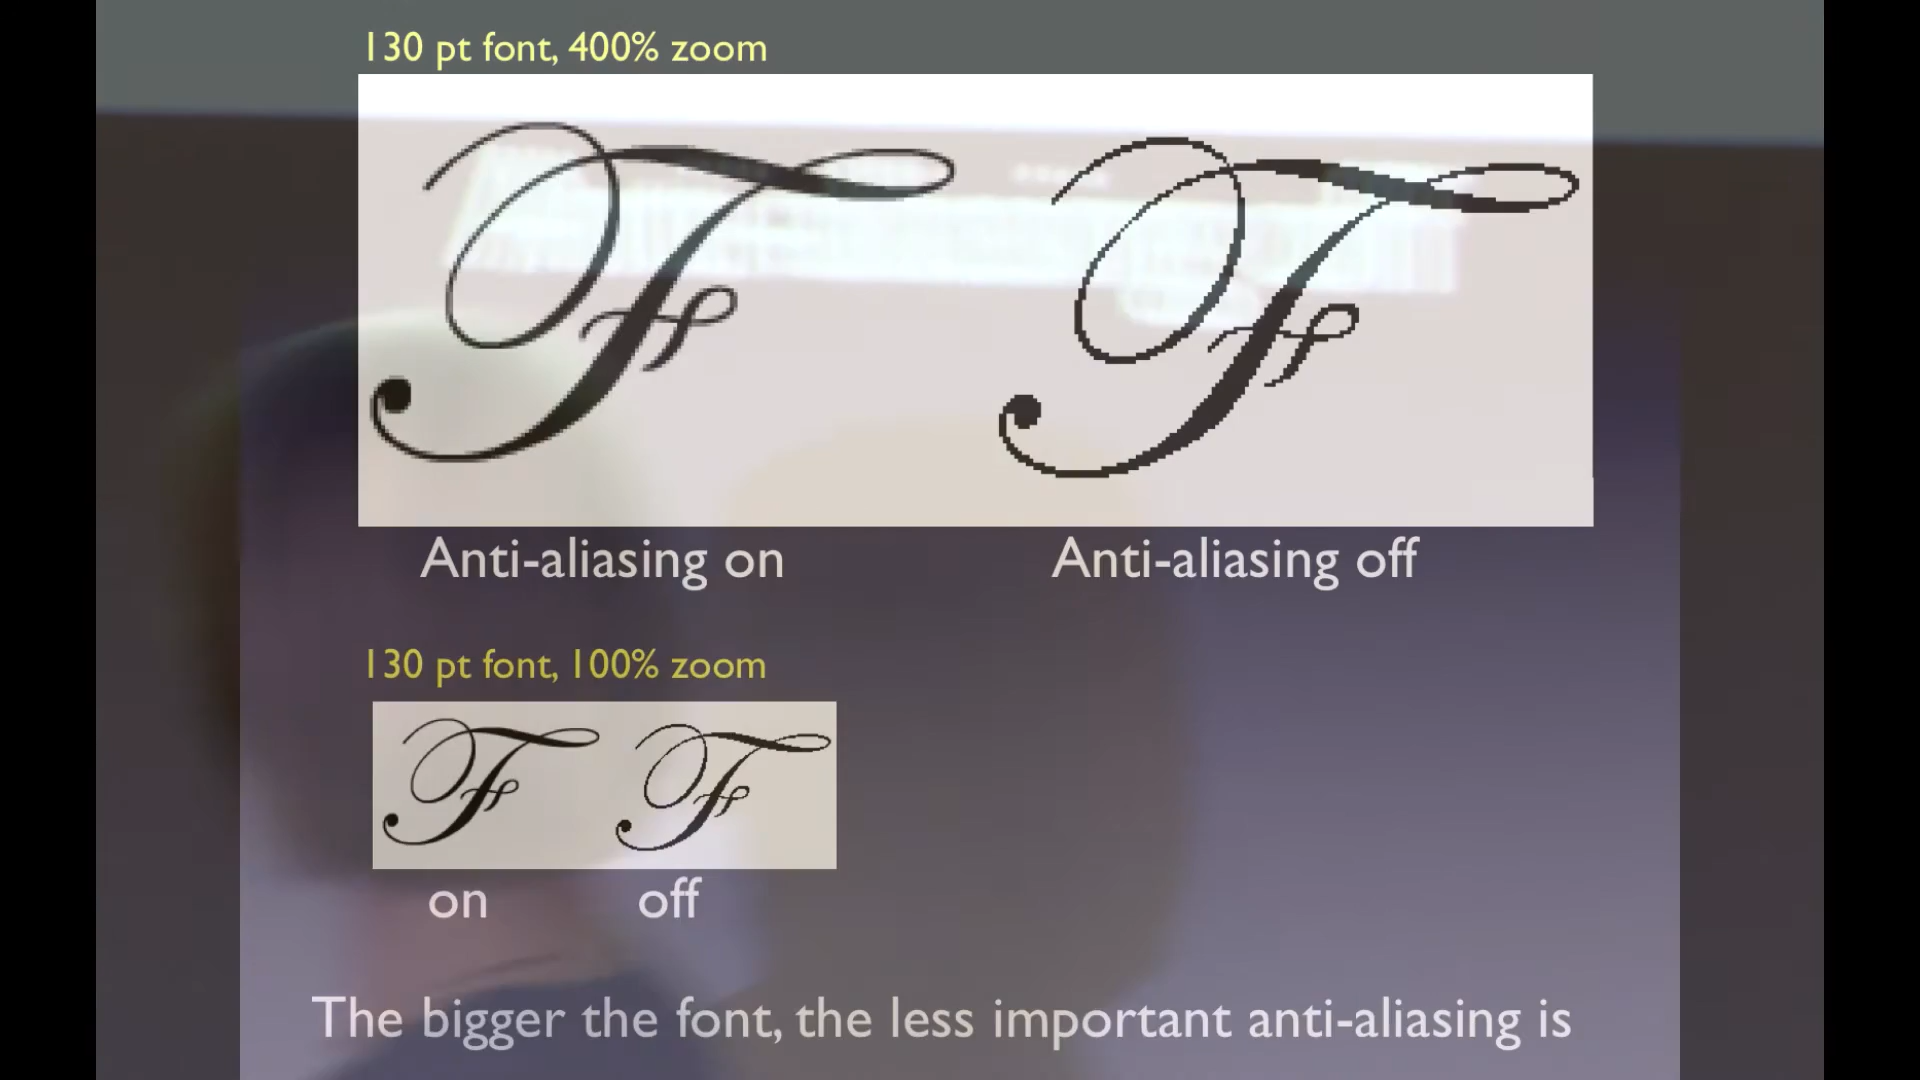 130 pt font, 400% zoom
F F
Anti-aliasing on Anti-aliasing off
130 pt font, 100% zoom
F F
on off
The bigger the font, the less important anti-aliasing is